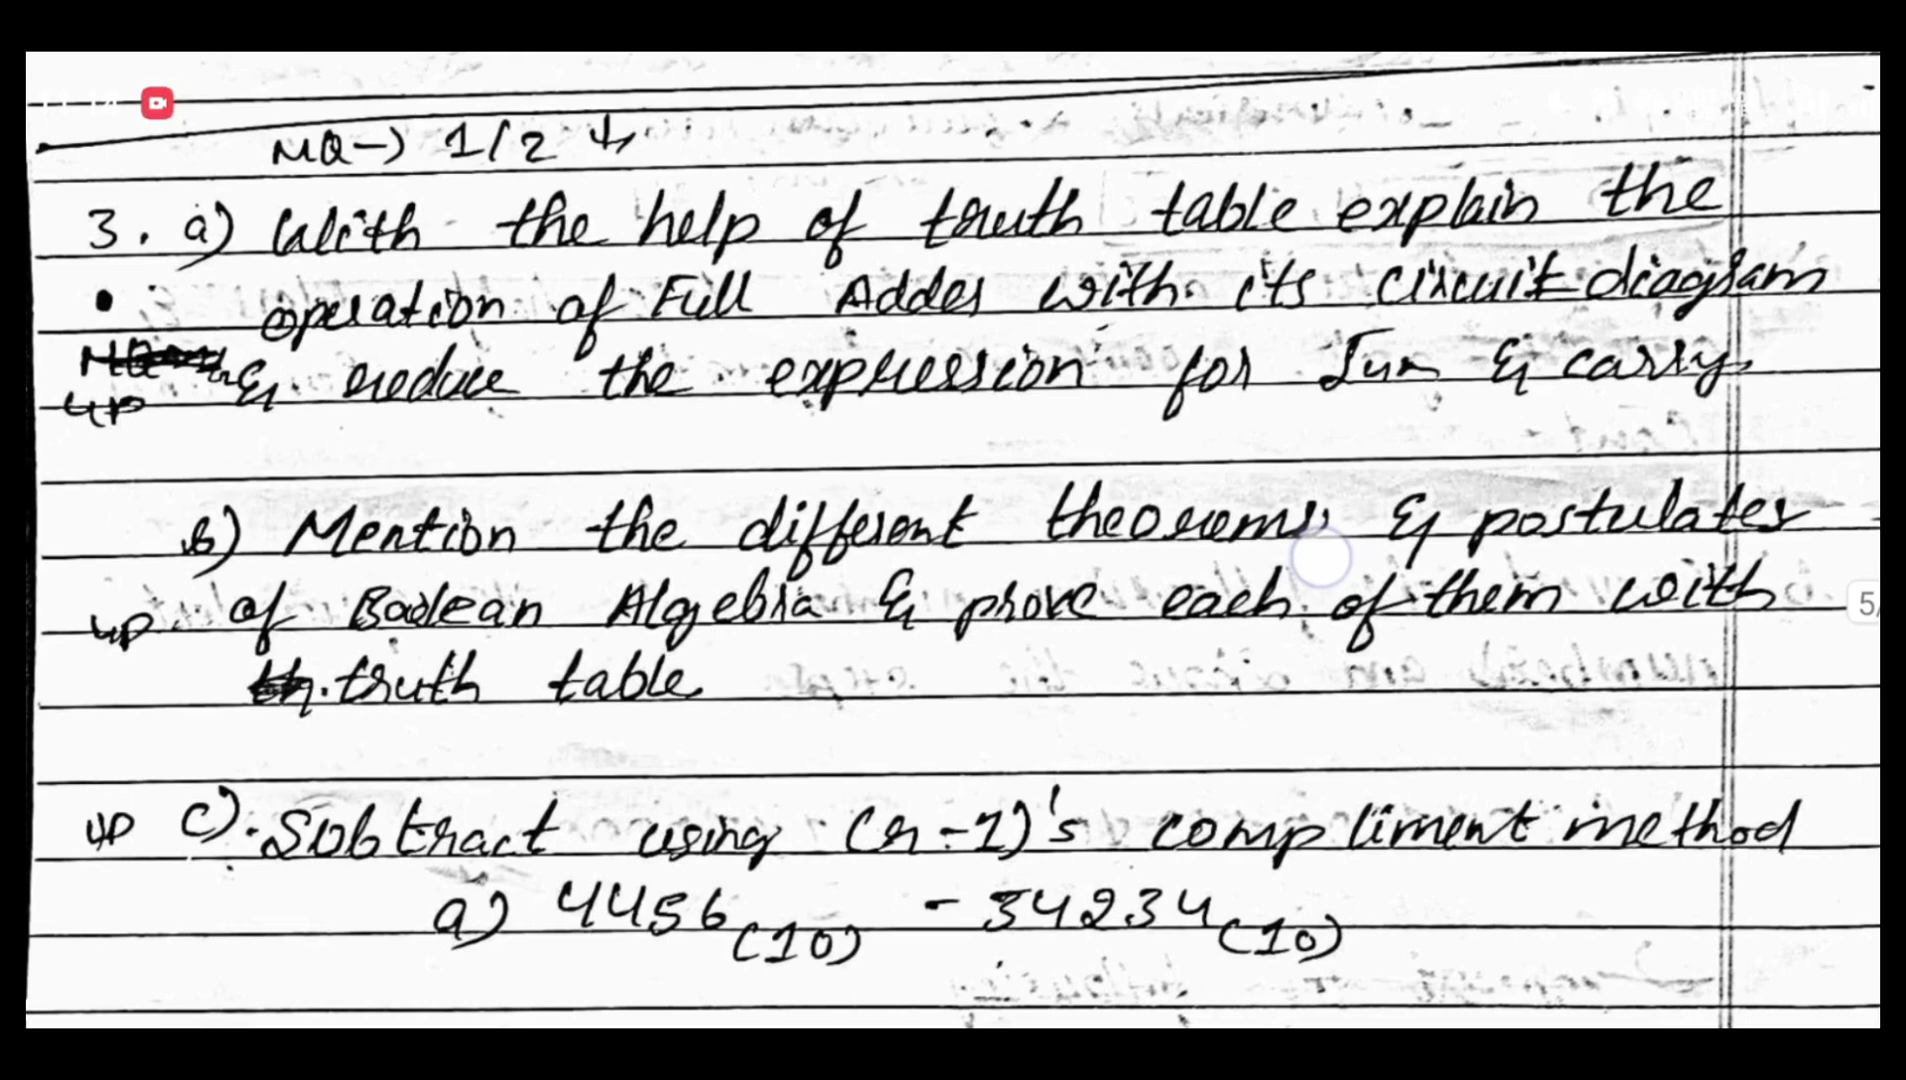 MQ → 1/2
3. a) With the help of truth table explain the
operation of Full Adder with its circuit diagram
& reduce the expression for Sum & carry.
4p
b) Mention the different theorems & postulates
4p of Boolean Algebra & prove each of them with
truth table
4p c). Subtract using (r-1)'s compliment method
a) 4456(10) - 34234(10)
5/